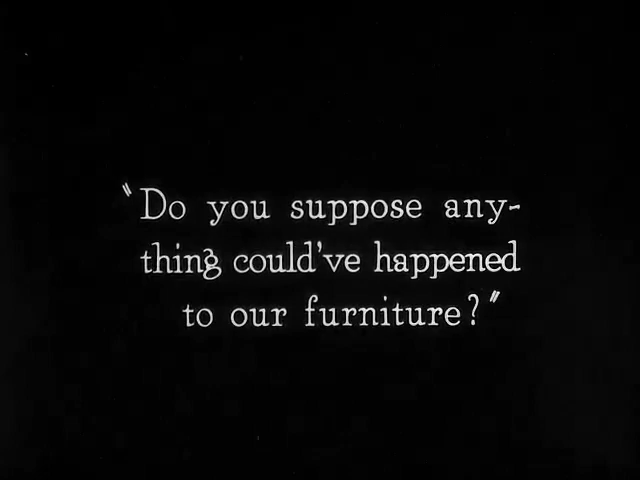 "Do you suppose any-
thing could've happened
to our furniture?"